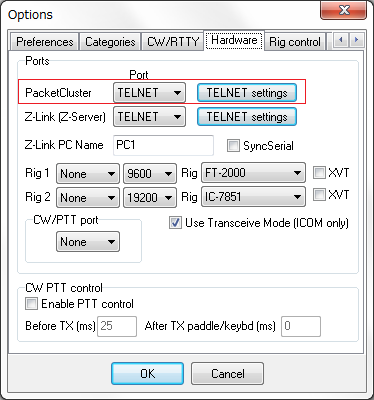 Options
Preferences Categories CW/RTTY Hardware Rig control
Ports
Port
PacketCluster TELNET TELNET settings
Z-Link (Z-Server) TELNET TELNET settings
Z-Link PC Name PC1 SyncSerial
Rig 1 None 9600 Rig FT-2000 XVT
Rig 2 None 19200 Rig IC-7851 XVT
CW/PTT port Use Transceive Mode (ICOM only)
None
CW PTT control
Enable PTT control
Before TX (ms) 25 After TX paddle/keybd (ms) 0
OK Cancel